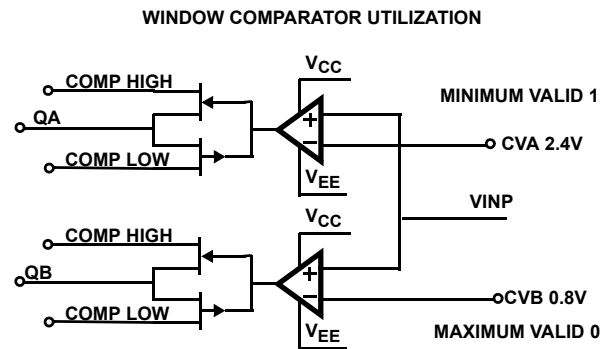 WINDOW COMPARATOR UTILIZATION
COMP HIGH
VCC
MINIMUM VALID 1
QA
+
−
CVA 2.4V
COMP LOW
VEE
VINP
COMP HIGH
VCC
QB
+
−
CVB 0.8V
COMP LOW
VEE
MAXIMUM VALID 0